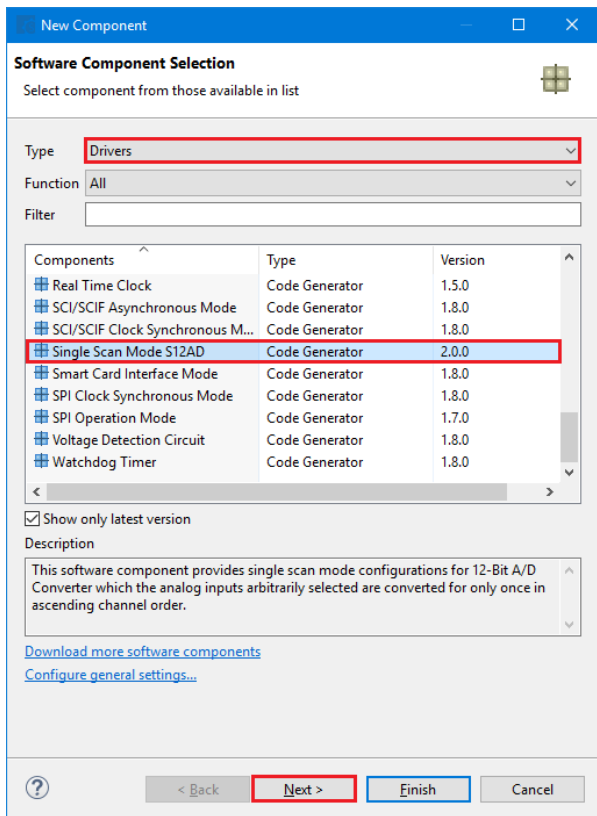 New Component
Software Component Selection
Select component from those available in list
Type Drivers
Function All
Filter
Components Type Version
Real Time Clock Code Generator 1.5.0
SCI/SCIF Asynchronous Mode Code Generator 1.8.0
SCI/SCIF Clock Synchronous M... Code Generator 1.8.0
Single Scan Mode S12AD Code Generator 2.0.0
Smart Card Interface Mode Code Generator 1.8.0
SPI Clock Synchronous Mode Code Generator 1.8.0
SPI Operation Mode Code Generator 1.7.0
Voltage Detection Circuit Code Generator 1.8.0
Watchdog Timer Code Generator 1.8.0
Show only latest version
Description
This software component provides single scan mode configurations for 12-Bit A/D
Converter which the analog inputs arbitrarily selected are converted for only once in
ascending channel order.
Download more software components
Configure general settings...
? < Back Next > Finish Cancel